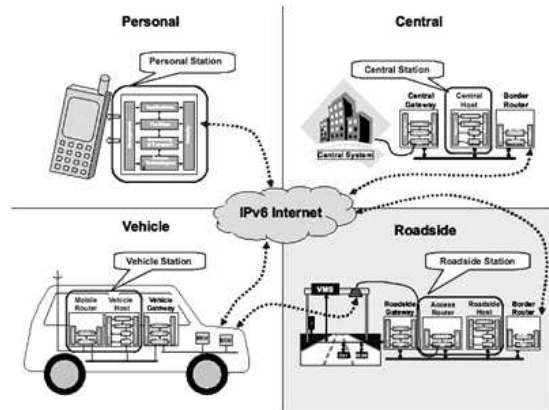 Personal
Personal Station
Central
Central Station
Central
Gateway
Central
Host
Border
Router
Central System
IPv6 Internet
Vehicle
Vehicle Station
Mobile
Router
Vehicle
Host
Vehicle
Gateway
Roadside
Roadside Station
VMS
Roadside
Gateway
Access
Router
Roadside
Host
Border
Router